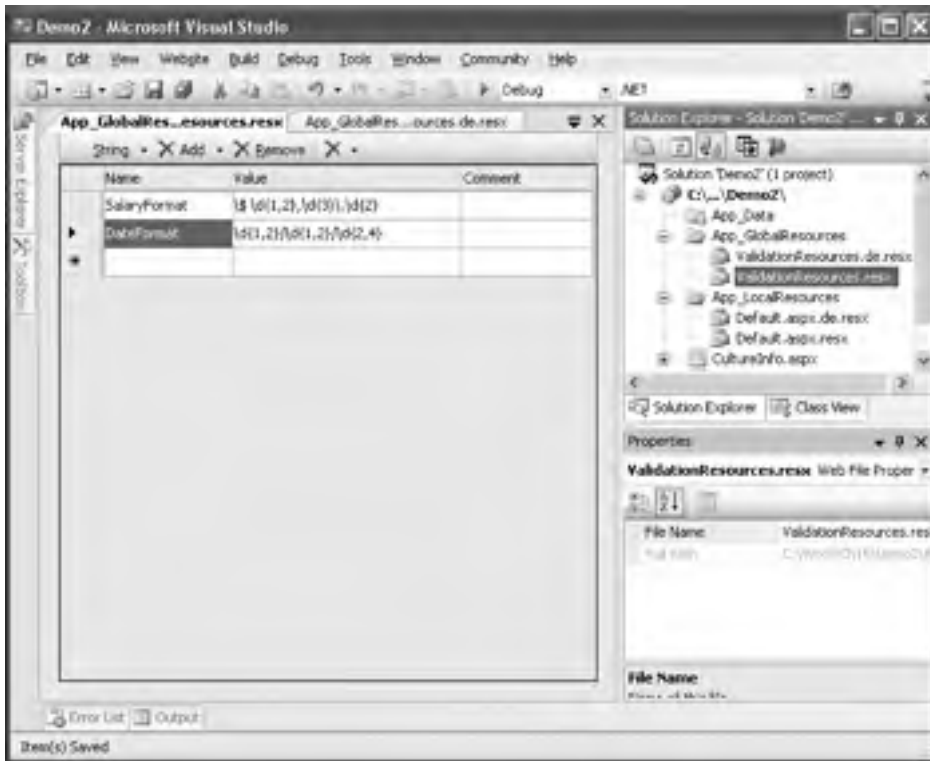 Demo2 - Microsoft Visual Studio
File Edit View Website Build Debug Tools Window Community Help
Debug .NET
App_GlobalRes...esources.resx App_GlobalRes...ources.de.resx
String Add Remove
Name Value Comment
SalaryFormat
DateFormat \d{1,2}/\d{1,2}/\d{2,4}
Server Explorer
Toolbox
Solution Explorer - Solution 'Demo2' ...
Solution 'Demo2' (1 project)
C:\...\Demo2\
App_Data
App_GlobalResources
ValidationResources.de.resx
ValidationResources.resx
App_LocalResources
Default.aspx.de.resx
Default.aspx.resx
CultureInfo.aspx
Solution Explorer Class View
Properties
ValidationResources.resx Web File Proper
File Name ValidationResources.res
Full Path
File Name
Error List Output
Item(s) Saved